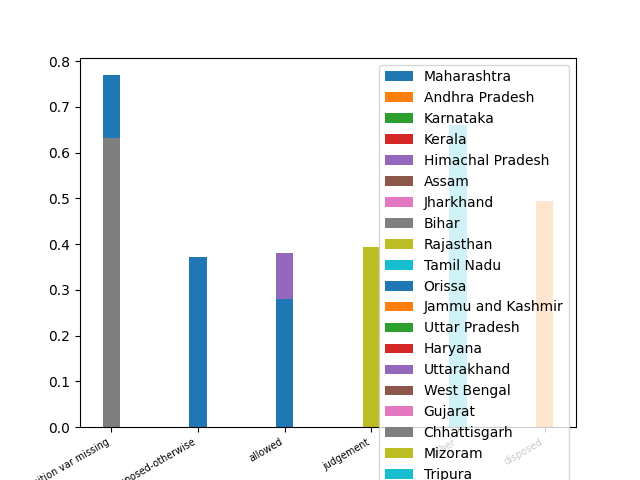 0.8
0.7
0.6
0.5
0.4
0.3
0.2
0.1
0.0
Maharashtra
Andhra Pradesh
Karnataka
Kerala
Himachal Pradesh
Assam
Jharkhand
Bihar
Rajasthan
Tamil Nadu
Orissa
Jammu and Kashmir
Uttar Pradesh
Haryana
Uttarakhand
West Bengal
Gujarat
Chhattisgarh
Mizoram
Tripura
var missing
allowed
judgement
disposed